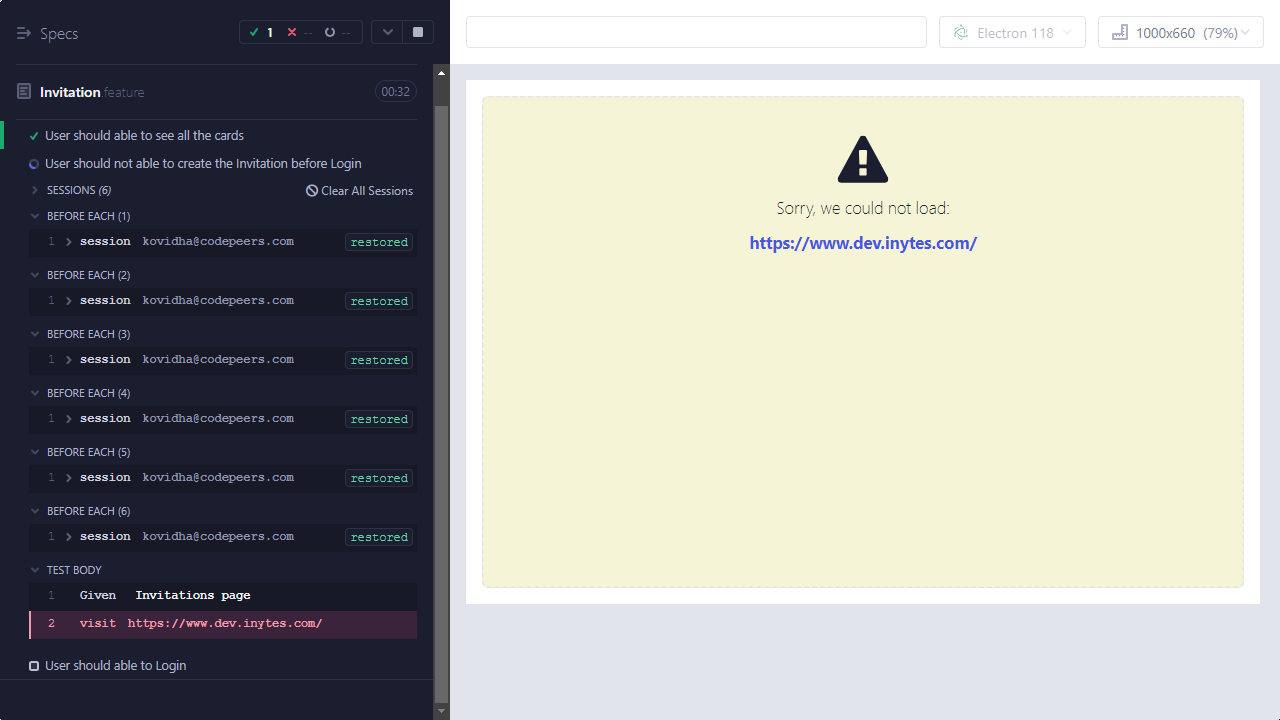 Specs
1
--
--
Electron 118
1000x660 (79%)
Invitation.feature
00:32
User should able to see all the cards
User should not able to create the Invitation before Login
SESSIONS (6)
Clear All Sessions
BEFORE EACH (1)
1 session kovidha@codepeers.com restored
BEFORE EACH (2)
1 session kovidha@codepeers.com restored
BEFORE EACH (3)
1 session kovidha@codepeers.com restored
BEFORE EACH (4)
1 session kovidha@codepeers.com restored
BEFORE EACH (5)
1 session kovidha@codepeers.com restored
BEFORE EACH (6)
1 session kovidha@codepeers.com restored
TEST BODY
1 Given Invitations page
2 visit https://www.dev.inytes.com/
User should able to Login
Sorry, we could not load:
https://www.dev.inytes.com/